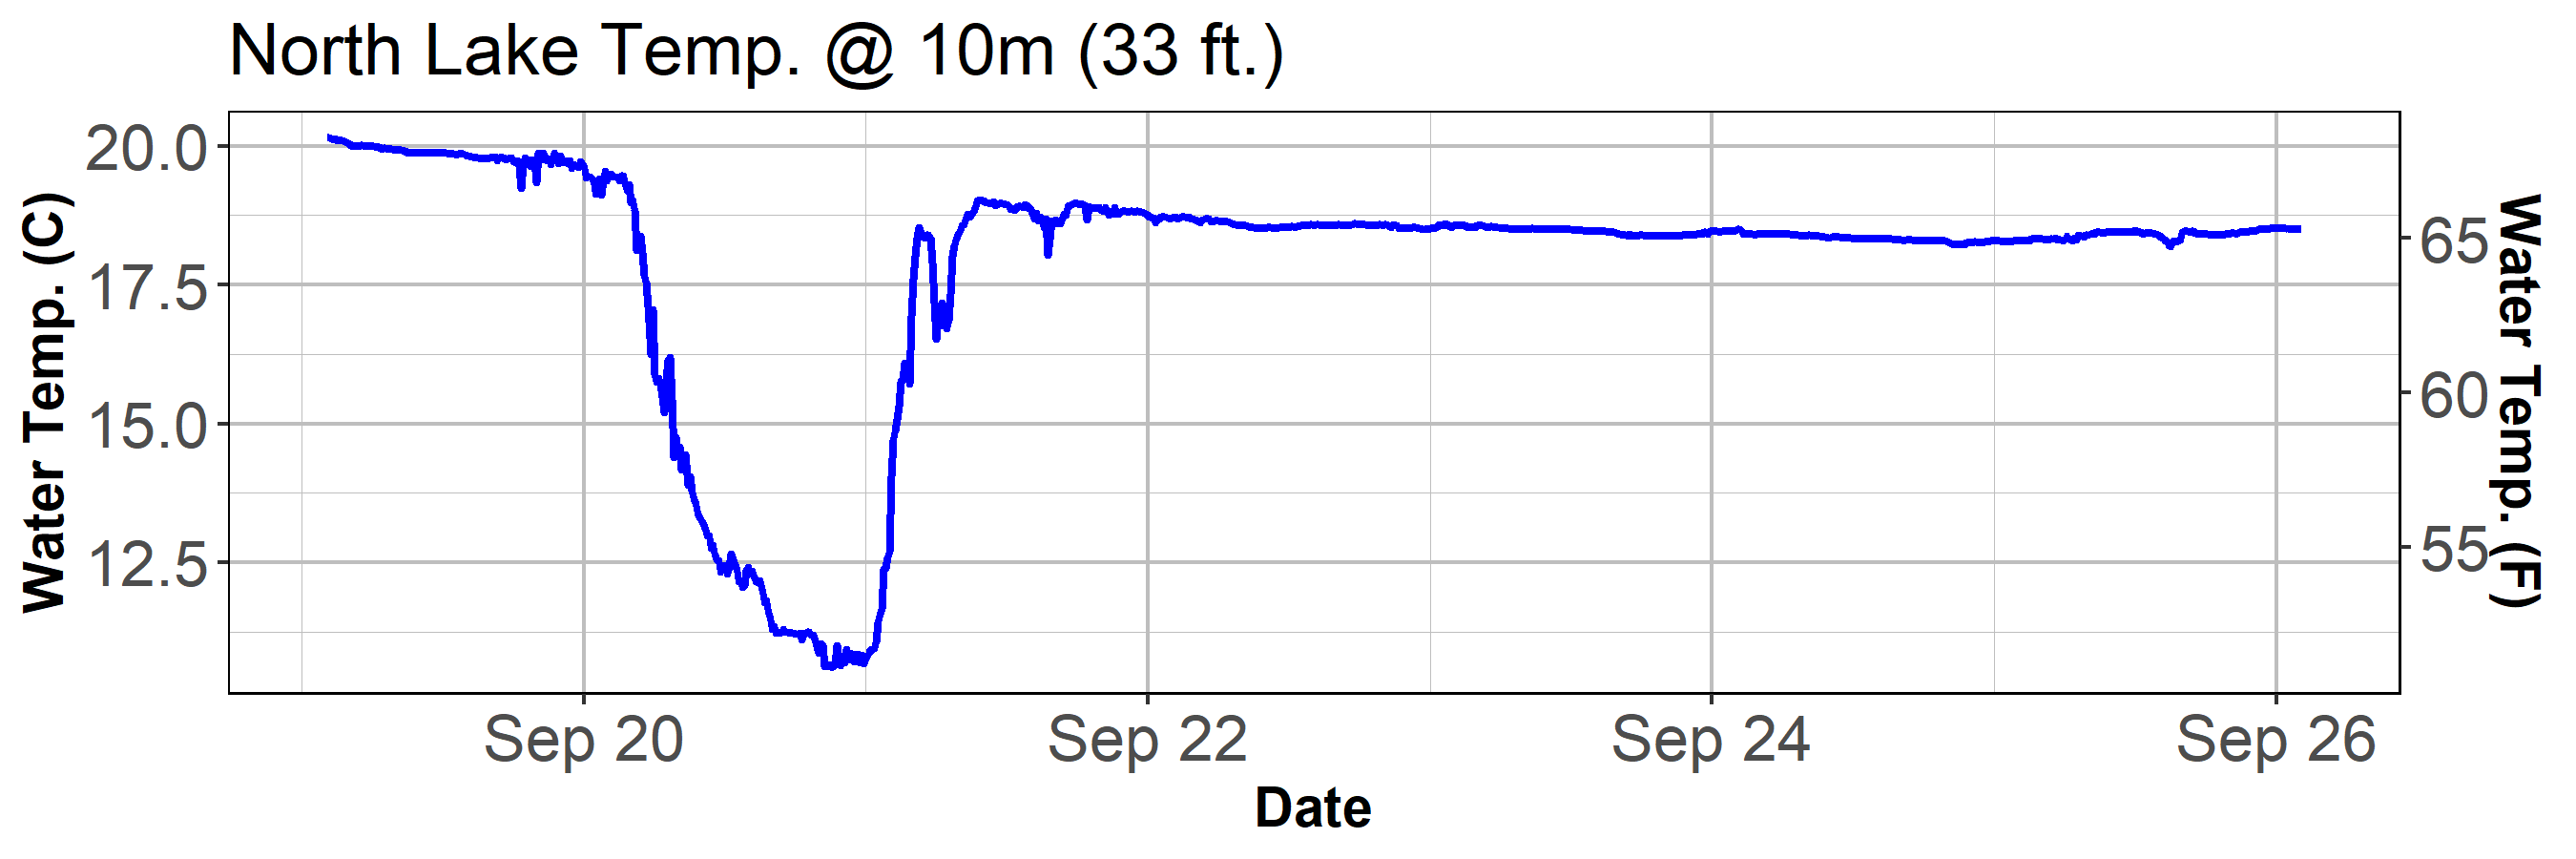 North Lake Temp. @ 10m (33 ft.)
Water Temp. (C)
20.0
17.5
15.0
12.5
65
60
55
Water Temp. (F)
Sep 20
Sep 22
Sep 24
Sep 26
Date